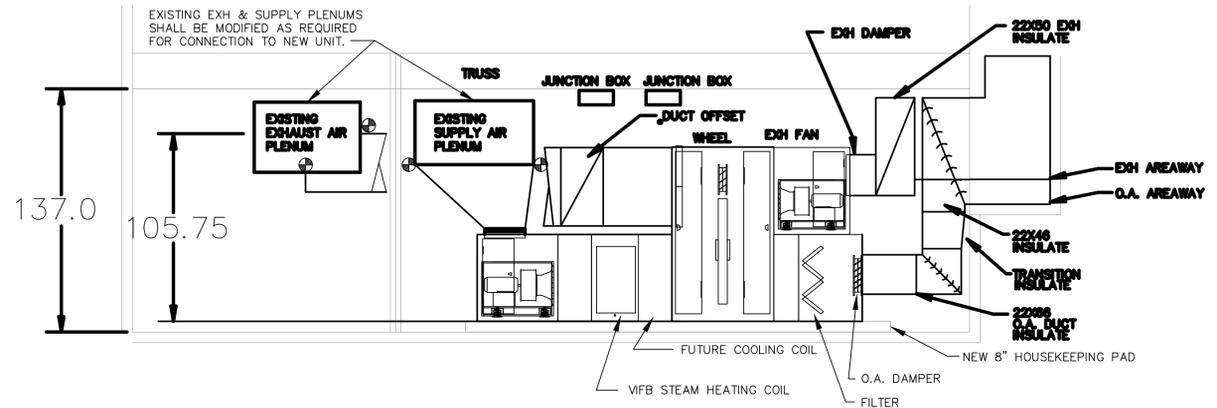 EXISTING EXH & SUPPLY PLENUMS
SHALL BE MODIFIED AS REQUIRED
FOR CONNECTION TO NEW UNIT.
EXH DAMPER
22X50 EXH
INSULATE
TRUSS
JUNCTION BOX
JUNCTION BOX
EXISTING
EXHAUST AIR
PLENUM
EXISTING
SUPPLY AIR
PLENUM
DUCT OFFSET
WHEEL
EXH FAN
EXH AREAWAY
O.A. AREAWAY
137.0
105.75
22X46
INSULATE
TRANSITION
INSULATE
22X66
O.A. DUCT
INSULATE
FUTURE COOLING COIL
NEW 8" HOUSEKEEPING PAD
VIFB STEAM HEATING COIL
O.A. DAMPER
FILTER